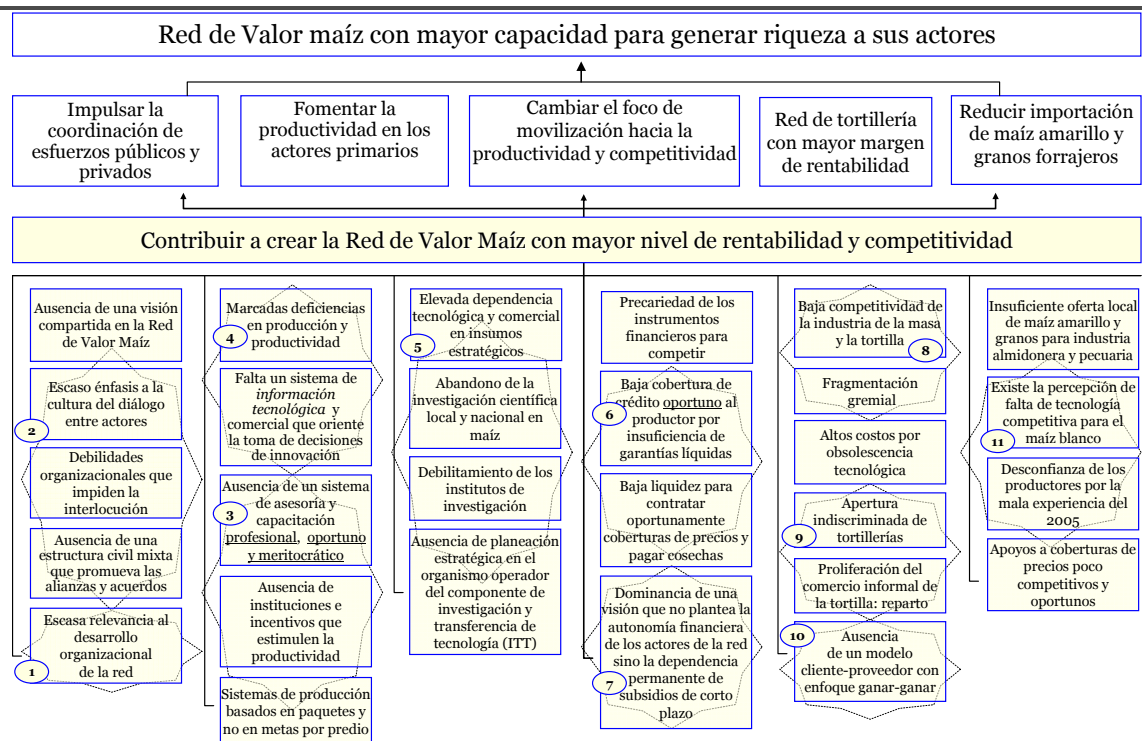 Red de Valor maíz con mayor capacidad para generar riqueza a sus actores
Impulsar la
coordinación de
esfuerzos públicos y
privados
Fomentar la
productividad en los
actores primarios
Cambiar el foco de
movilización hacia la
productividad y competitividad
Red de tortillería
con mayor margen
de rentabilidad
Reducir importación
de maíz amarillo y
granos forrajeros
Contribuir a crear la Red de Valor Maíz con mayor nivel de rentabilidad y competitividad
Ausencia de una visión
compartida en la Red
de Valor Maíz
Escaso énfasis a la
cultura del diálogo
entre actores
2
Debilidades
organizacionales que
impiden la
interlocución
Ausencia de una
estructura civil mixta
que promueva las
alianzas y acuerdos
Escasa relevancia al
desarrollo
organizacional
de la red
1
Marcadas deficiencias
en producción y
productividad
4
Falta un sistema de
información
tecnológica y
comercial que oriente
la toma de decisiones
de innovación
Ausencia de un sistema
de asesoría y
capacitación
profesional, oportuno
y meritocrático
3
Ausencia de
instituciones e
incentivos que
estimulen la
productividad
Sistemas de producción
basados en paquetes y
no en metas por predio
Elevada dependencia
tecnológica y comercial
en insumos
estratégicos
5
Abandono de la
investigación científica
local y nacional en
maíz
Debilitamiento de los
institutos de
investigación
Ausencia de planeación
estratégica en el
organismo operador
del componente de
investigación y
transferencia de
tecnología (ITT)
Precariedad de los
instrumentos
financieros para
competir
Baja cobertura de
crédito oportuno al
productor por
insuficiencia de
garantías líquidas
6
Baja liquidez para
contratar
oportunamente
coberturas de precios y
pagar cosechas
Dominancia de una
visión que no plantea la
autonomía financiera
de los actores de la red
sino la dependencia
permanente de
subsidios de corto
plazo
7
Baja competitividad de
la industria de la masa
y la tortilla
8
Fragmentación
gremial
Altos costos por
obsolescencia
tecnológica
Apertura
indiscriminada de
tortillerías
9
Proliferación del
comercio informal de
la tortilla: reparto
10
Ausencia
de un modelo
cliente-proveedor con
enfoque ganar-ganar
Insuficiente oferta local
de maíz amarillo y
granos para industria
almidonera y pecuaria
Existe la percepción de
falta de tecnología
competitiva para el
maíz blanco
11
Desconfianza de los
productores por la
mala experiencia del
2005
Apoyos a coberturas de
precios poco
competitivos y
oportunos